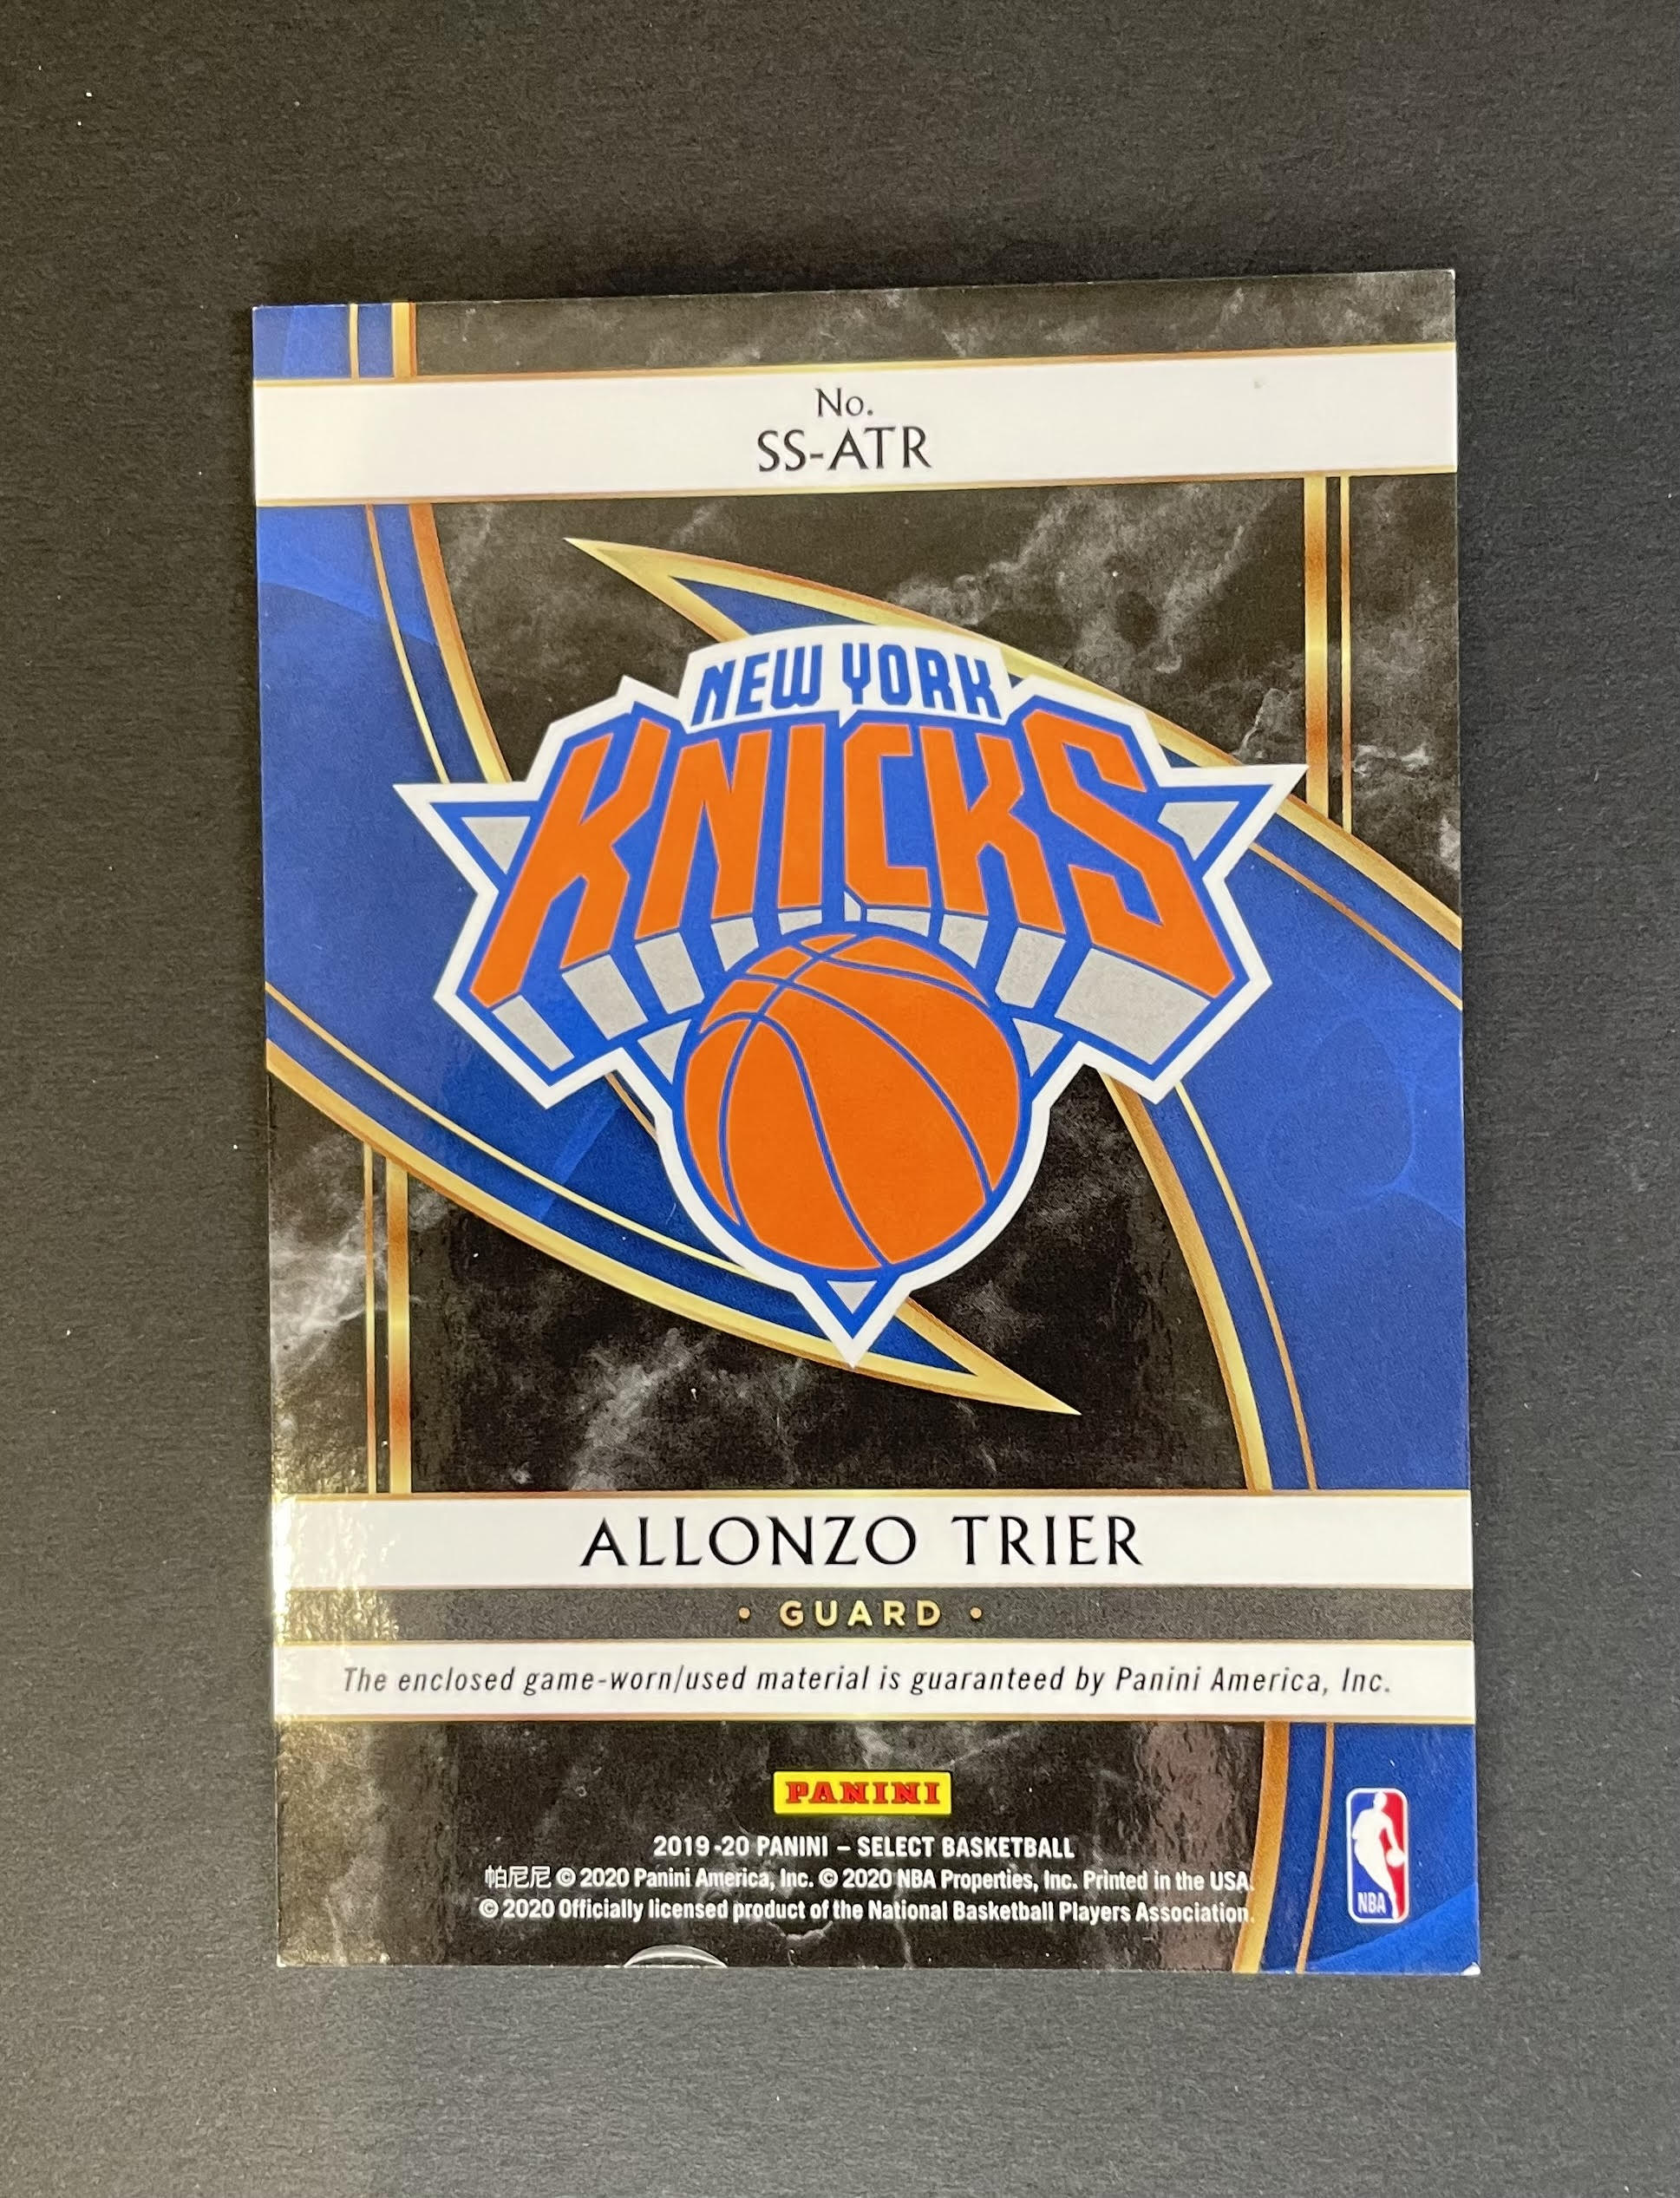 No.
SS-ATR
NEW YORK
KNICKS
ALLONZO TRIER
• GUARD •
The enclosed game-worn/used material is guaranteed by Panini America, Inc.
PANINI
2019-20 PANINI – SELECT BASKETBALL
帕尼尼 © 2020 Panini America, Inc. © 2020 NBA Properties, Inc. Printed in the USA.
© 2020 Officially licensed product of the National Basketball Players Association.
NBA